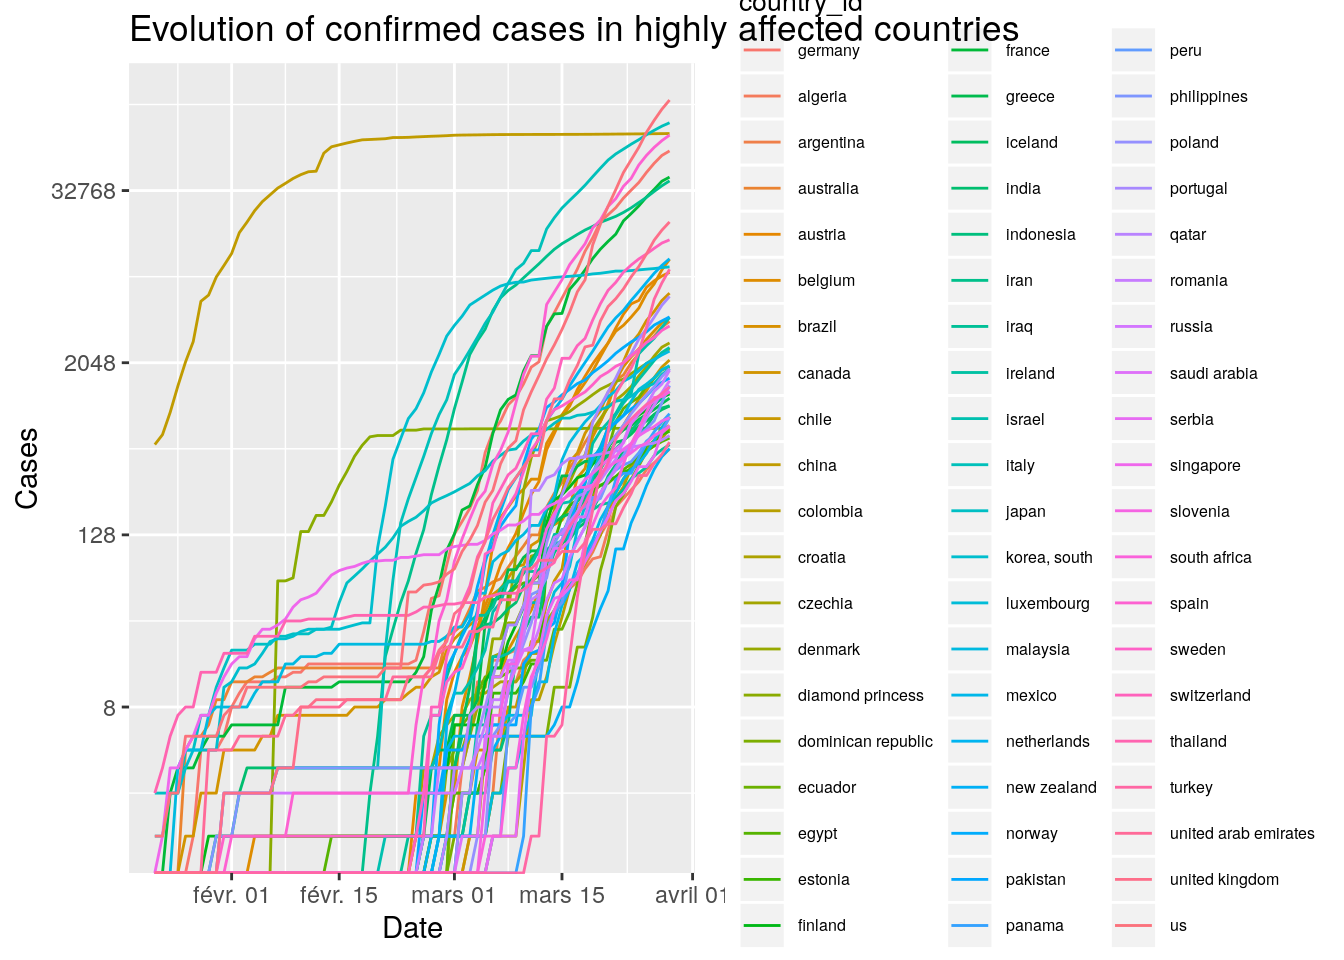 country_id
Evolution of confirmed cases in highly affected countries
32768
2048
128
8
Cases
févr. 01
févr. 15
mars 01
mars 15
avril 01
Date
germany
algeria
argentina
australia
austria
belgium
brazil
canada
chile
china
colombia
croatia
czechia
denmark
diamond princess
dominican republic
ecuador
egypt
estonia
finland
france
greece
iceland
india
indonesia
iran
iraq
ireland
israel
italy
japan
korea, south
luxembourg
malaysia
mexico
netherlands
new zealand
norway
pakistan
panama
peru
philippines
poland
portugal
qatar
romania
russia
saudi arabia
serbia
singapore
slovenia
south africa
spain
sweden
switzerland
thailand
turkey
united arab emirates
united kingdom
us